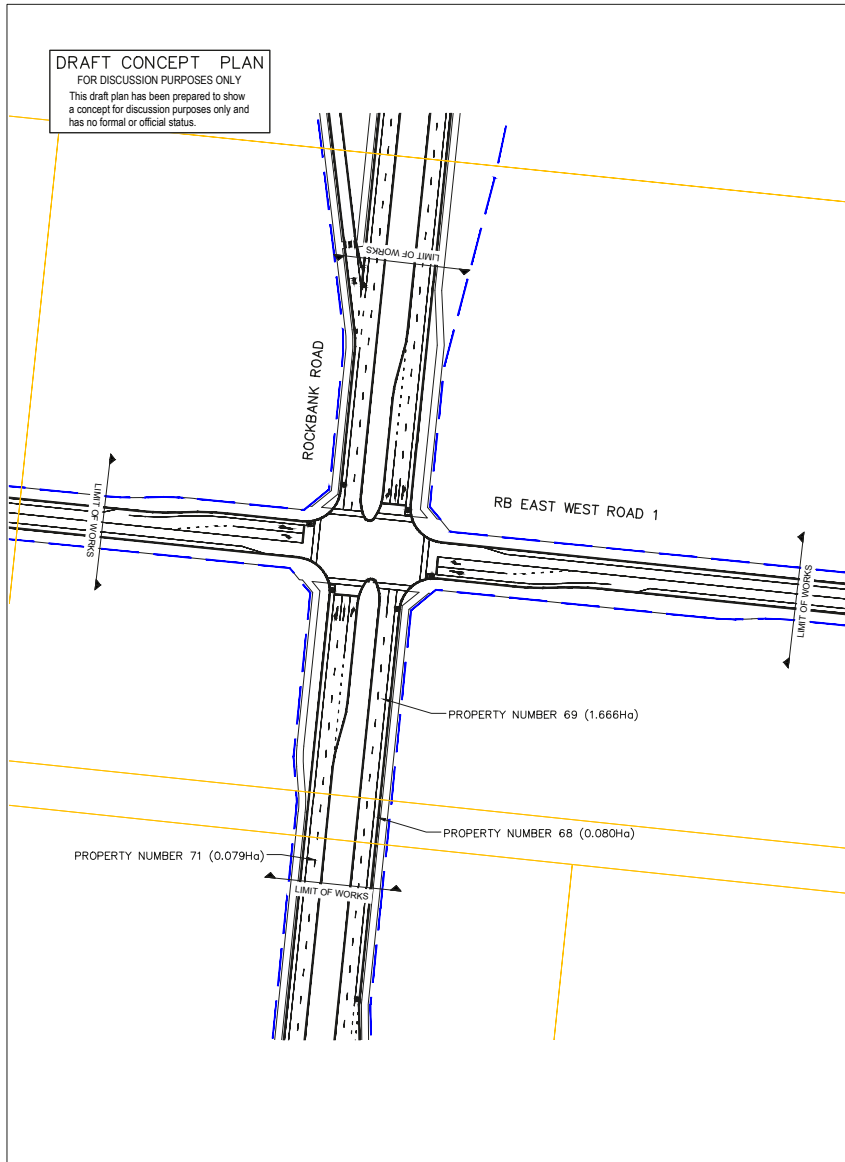 DRAFT CONCEPT PLAN
FOR DISCUSSION PURPOSES ONLY
This draft plan has been prepared to show
a concept for discussion purposes only and
has no formal or official status.
LIMIT OF WORKS
ROCKBANK ROAD
RB EAST WEST ROAD 1
LIMIT OF WORKS
LIMIT OF WORKS
PROPERTY NUMBER 69 (1.666Ha)
PROPERTY NUMBER 68 (0.080Ha)
PROPERTY NUMBER 71 (0.079Ha)
LIMIT OF WORKS